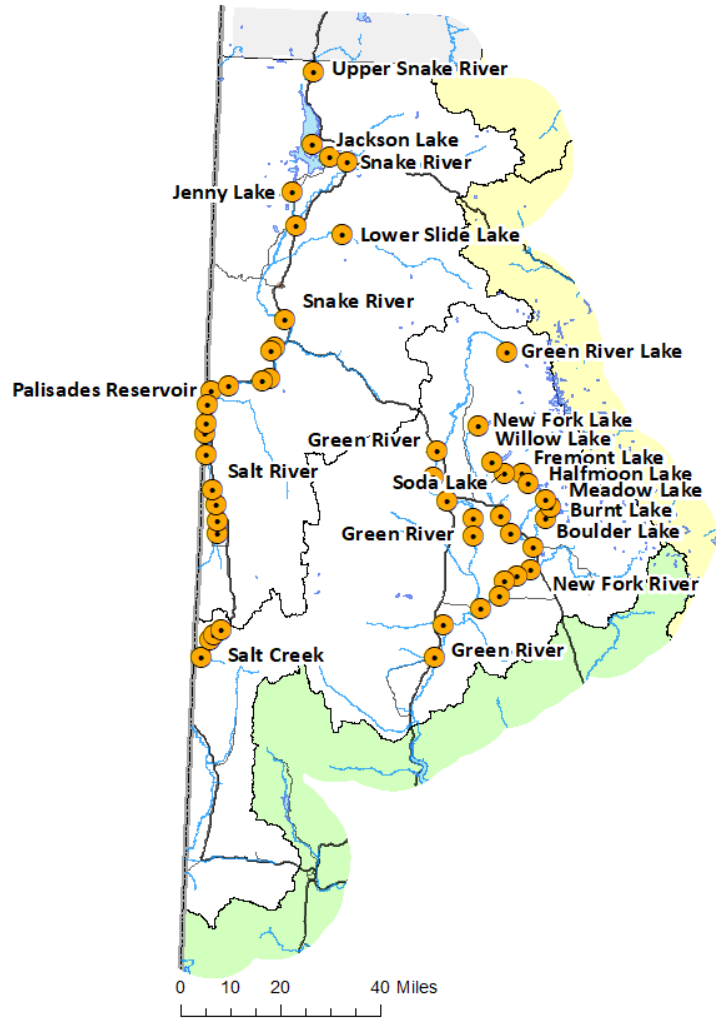 Upper Snake River
Jackson Lake
Snake River
Jenny Lake
Lower Slide Lake
Snake River
Green River Lake
Palisades Reservoir
New Fork Lake
Willow Lake
Green River
Fremont Lake
Salt River
Halfmoon Lake
Soda Lake
Meadow Lake
Burnt Lake
Green River
Boulder Lake
New Fork River
Salt Creek
Green River
0 10 20 40 Miles